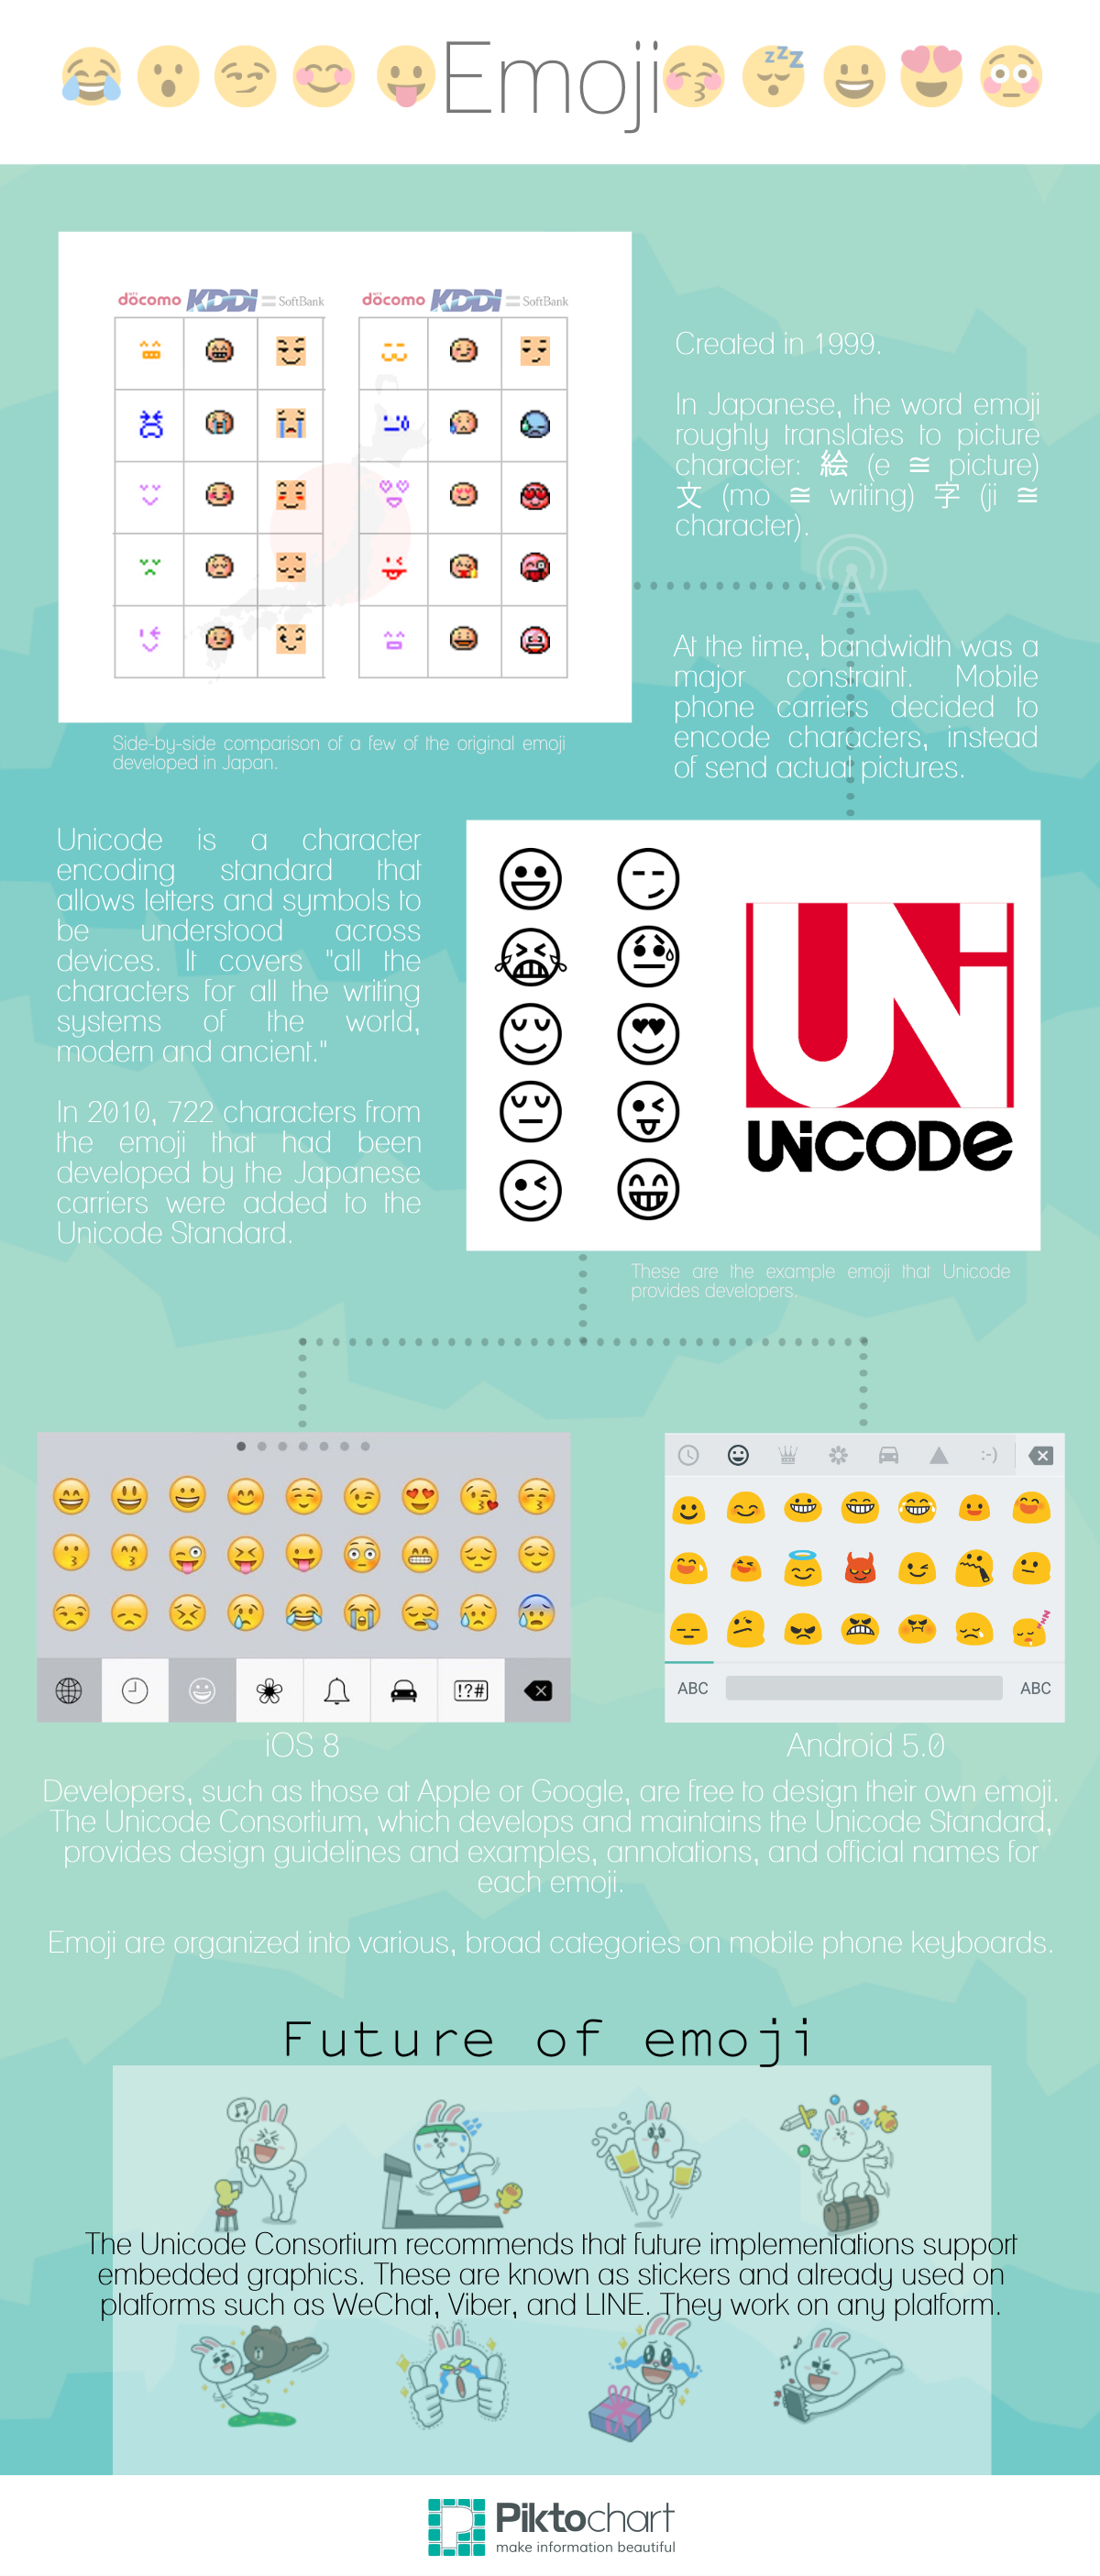 Emoji
NTT
döcomo KDDI SoftBank döcomo KDDI SoftBank
Created in 1999.
In Japanese, the word emoji
roughly translates to picture
character: 絵 (e ≅ picture)
文 (mo ≅ writing) 字 (ji ≅
character).
At the time, bandwidth was a
major constraint. Mobile
phone carriers decided to
encode characters, instead
of send actual pictures.
Side-by-side comparison of a few of the original emoji
developed in Japan.
Unicode is a character
encoding standard that
allows letters and symbols to
be understood across
devices. It covers "all the
characters for all the writing
systems of the world,
modern and ancient."
In 2010, 722 characters from
the emoji that had been
developed by the Japanese
carriers were added to the
Unicode Standard.
UNi
UNiCODe
These are the example emoji that Unicode
provides developers.
:-)
!?#
ABC ABC
iOS 8
Android 5.0
Developers, such as those at Apple or Google, are free to design their own emoji.
The Unicode Consortium, which develops and maintains the Unicode Standard,
provides design guidelines and examples, annotations, and official names for
each emoji.
Emoji are organized into various, broad categories on mobile phone keyboards.
Future of emoji
The Unicode Consortium recommends that future implementations support
embedded graphics. These are known as stickers and already used on
platforms such as WeChat, Viber, and LINE. They work on any platform.
Piktochart
make information beautiful